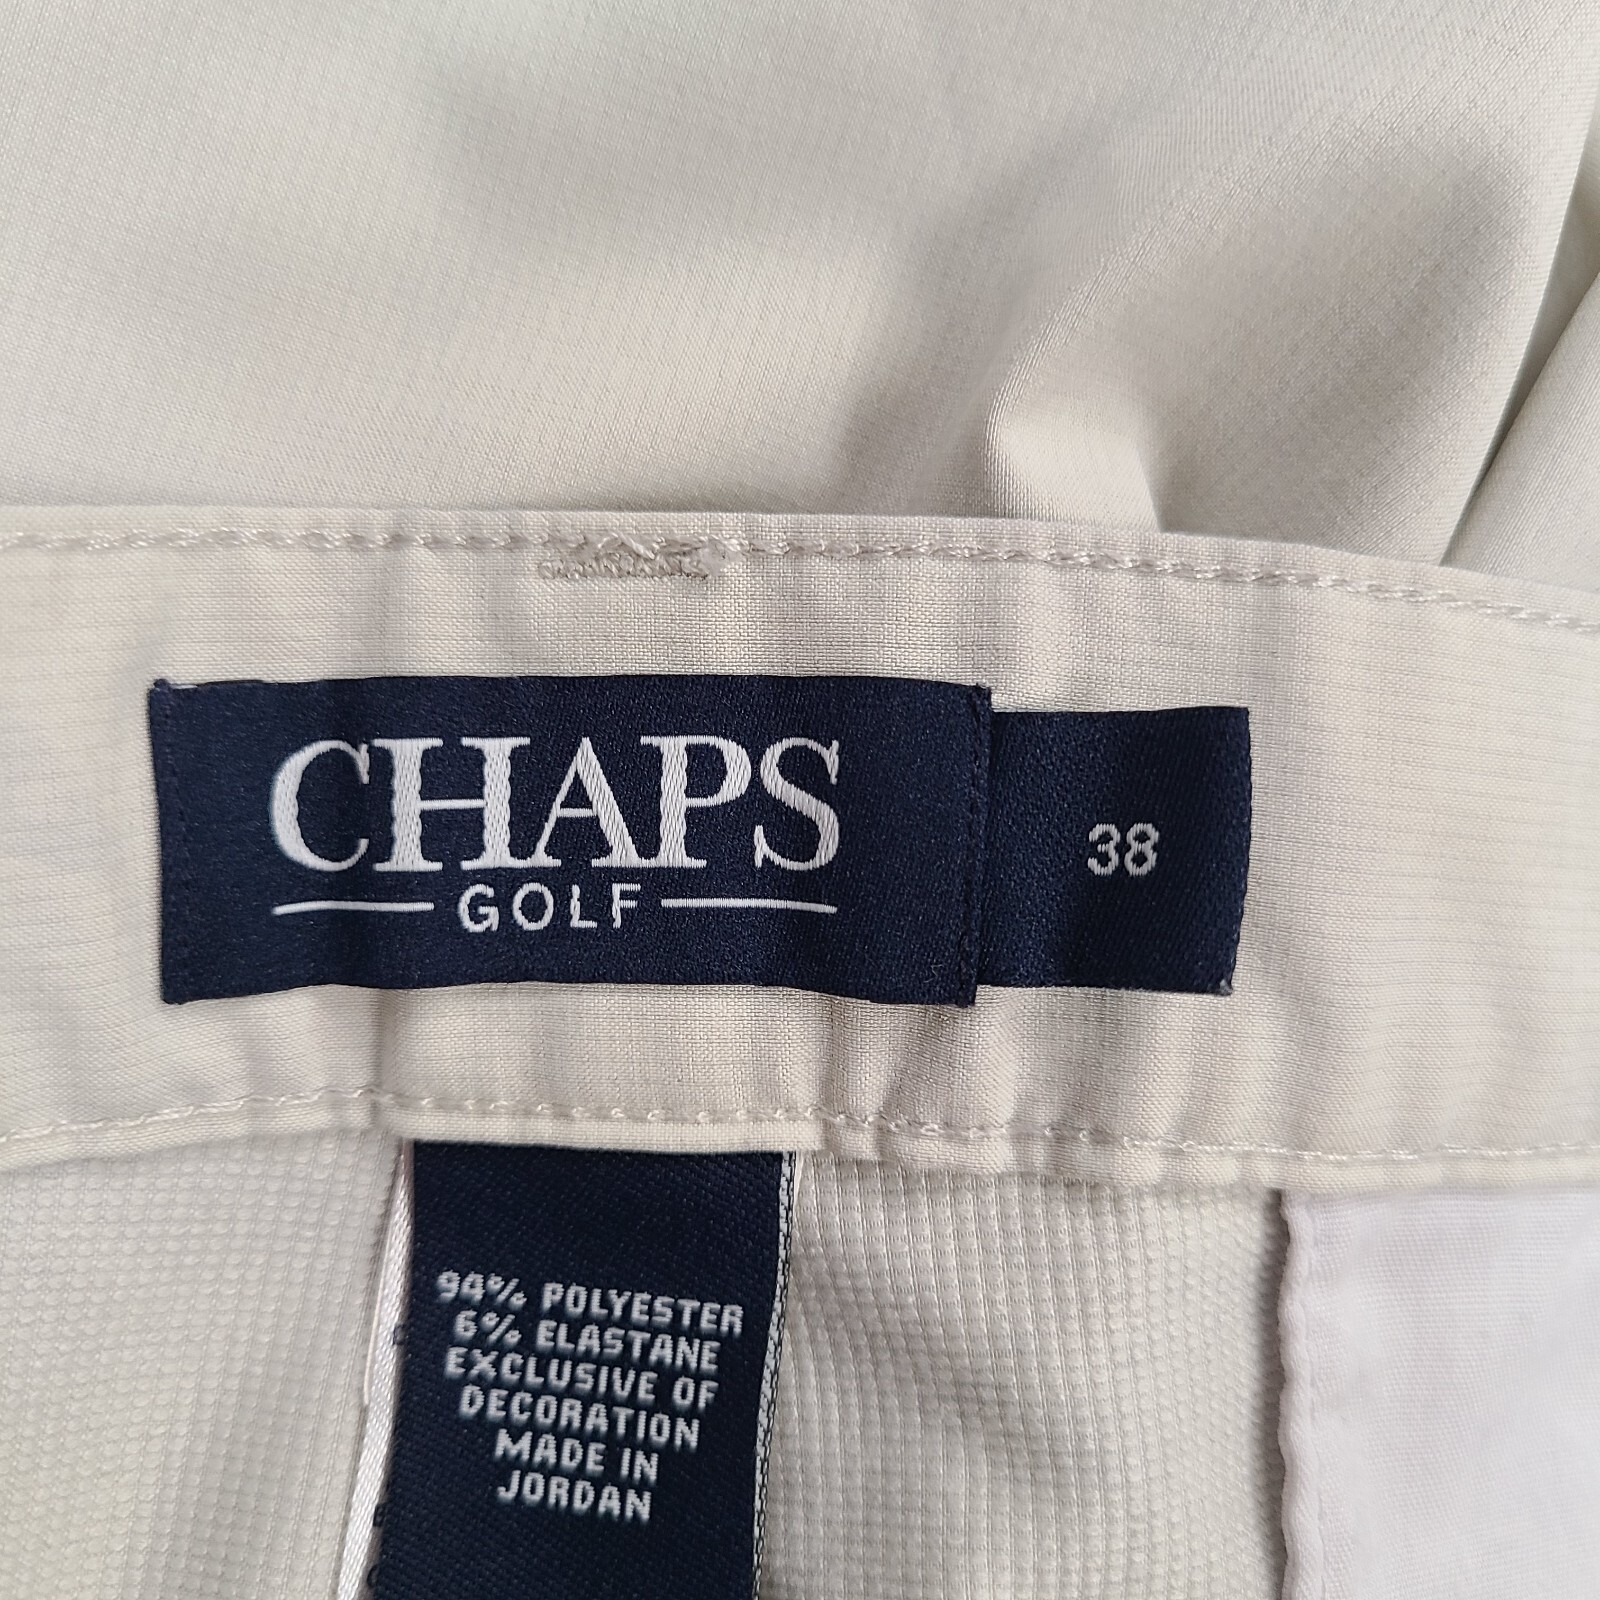 CHAPS
GOLF
38
94% POLYESTER
6% ELASTANE
EXCLUSIVE OF
DECORATION
MADE IN
JORDAN